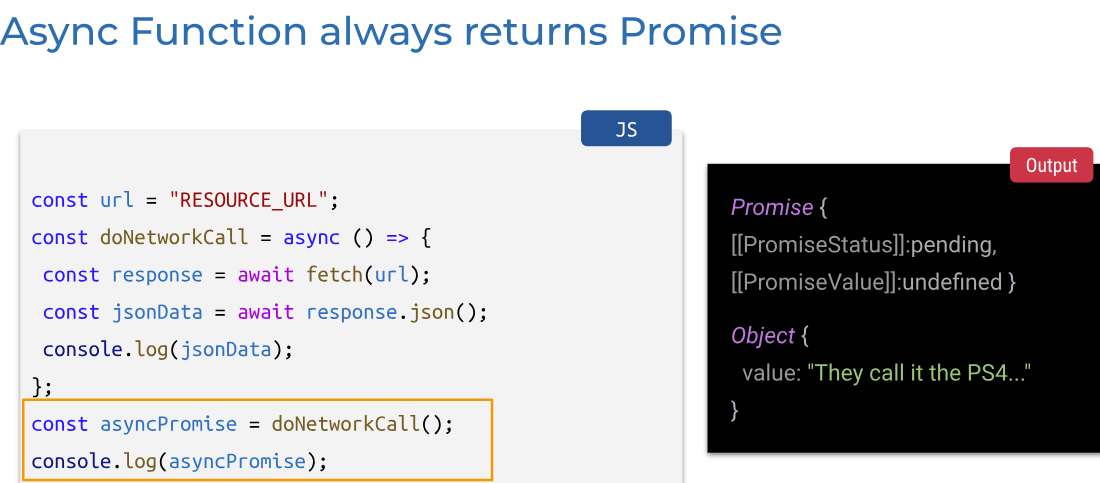 Async Function always returns Promise
JS
const url = "RESOURCE_URL";
const doNetworkCall = async () => {
const response = await fetch(url);
const jsonData = await response.json();
console.log(jsonData);
};
const asyncPromise = doNetworkCall();
console.log(asyncPromise);
Output
Promise {
[[PromiseStatus]]:pending,
[[PromiseValue]]:undefined }
Object {
value: "They call it the PS4..."
}